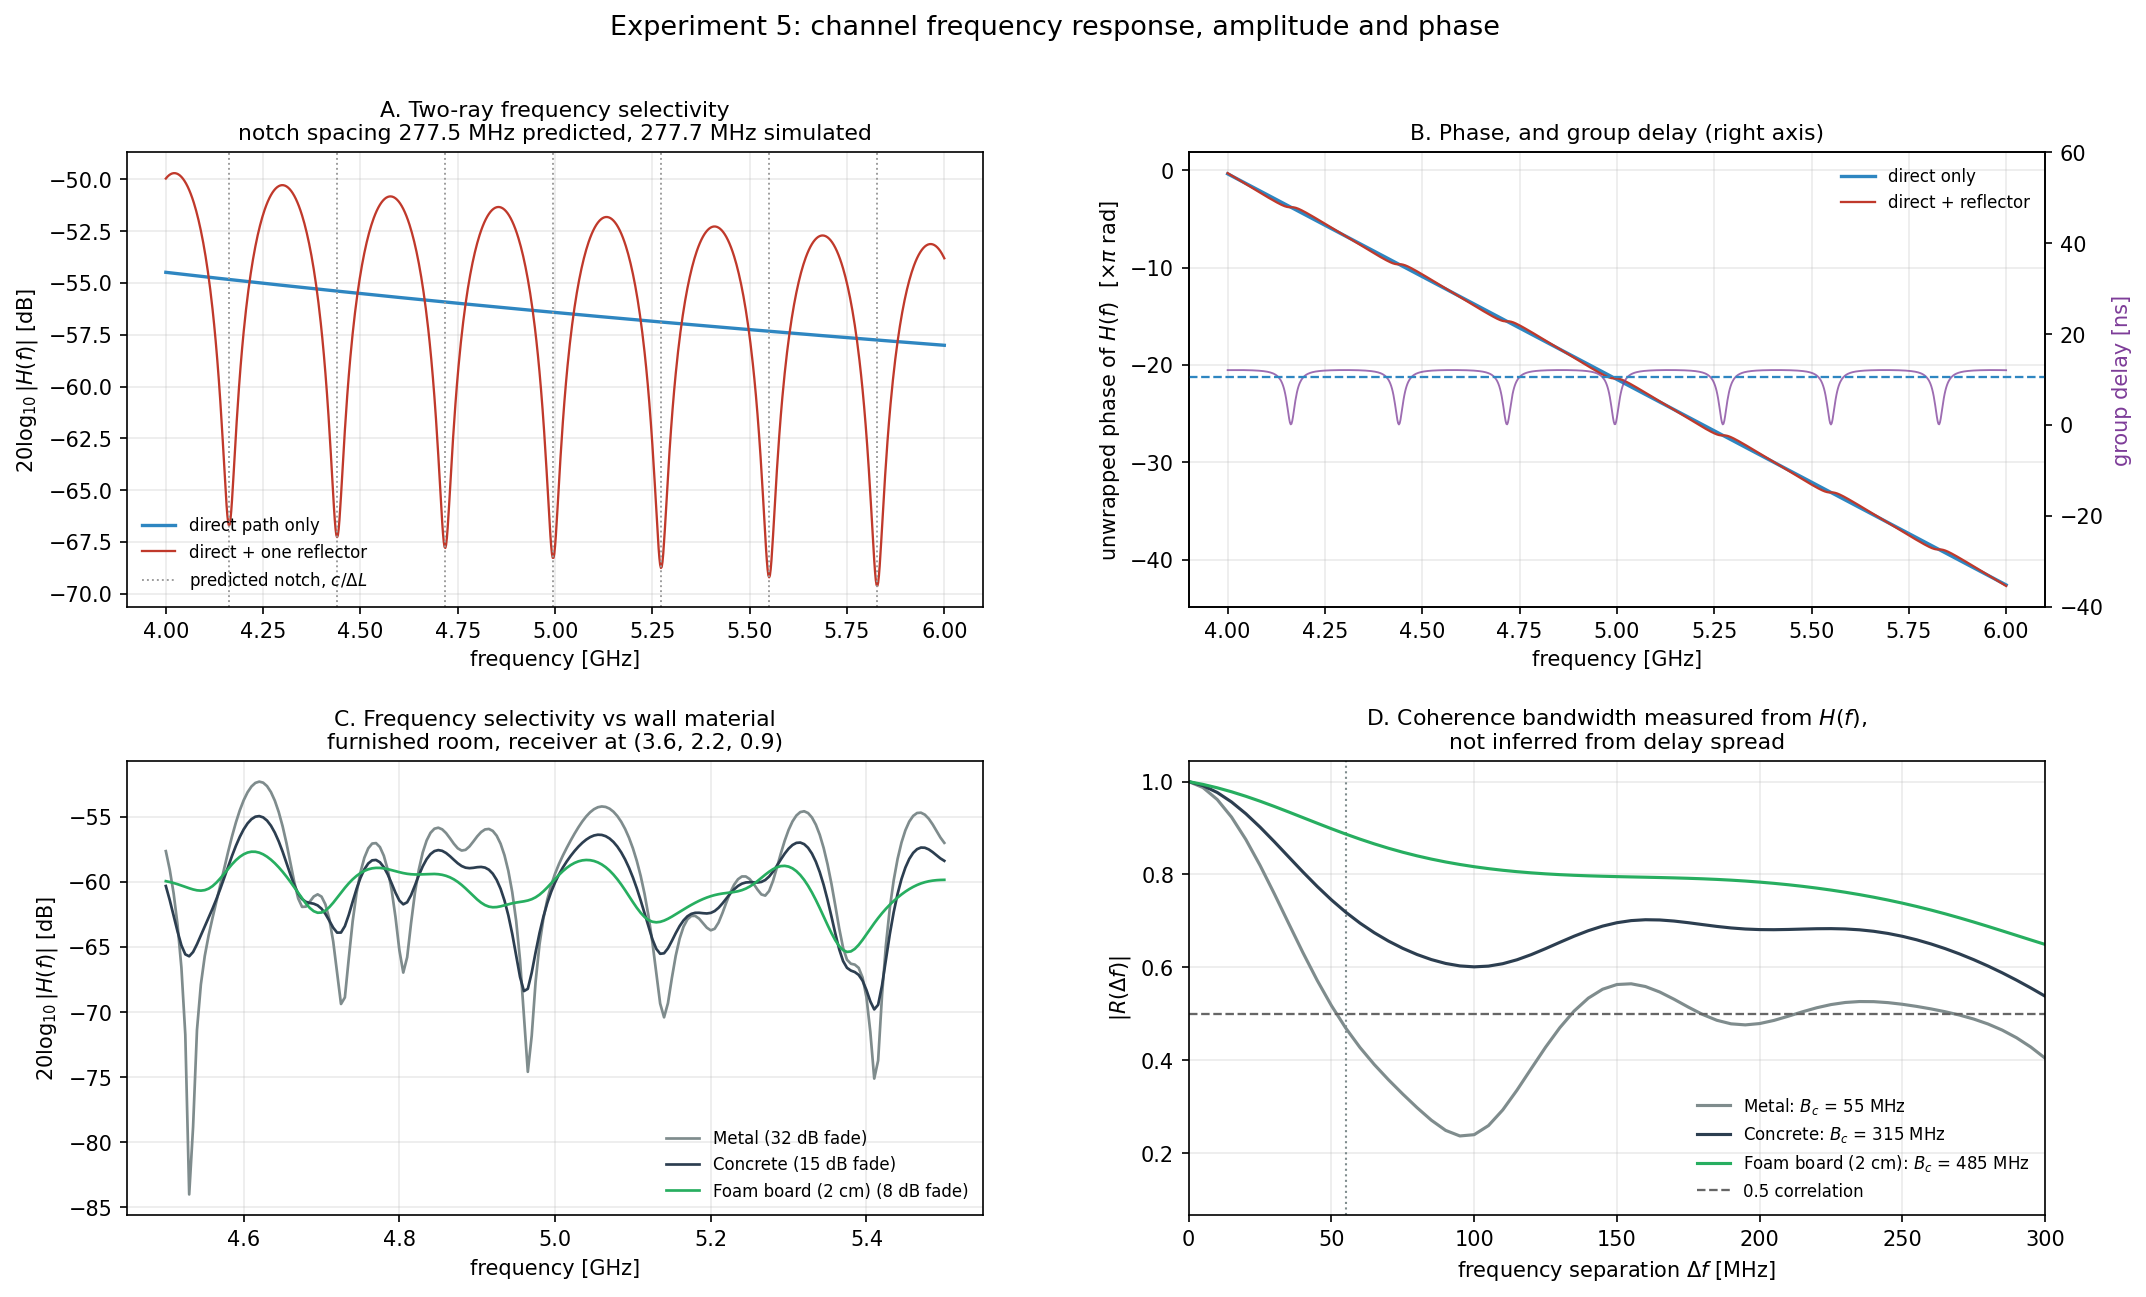 Experiment 5: channel frequency response, amplitude and phase
A. Two-ray frequency selectivity
notch spacing 277.5 MHz predicted, 277.7 MHz simulated
−50.0
−52.5
−55.0
−57.5
−60.0
−62.5
−65.0
−67.5
−70.0
20log₁₀ |H(f)| [dB]
direct path only
direct + one reflector
predicted notch, c/ΔL
4.00 4.25 4.50 4.75 5.00 5.25 5.50 5.75 6.00
frequency [GHz]
B. Phase, and group delay (right axis)
0
−10
−20
−30
−40
unwrapped phase of H(f) [×π rad]
direct only
direct + reflector
60
40
20
0
−20
−40
group delay [ns]
4.00 4.25 4.50 4.75 5.00 5.25 5.50 5.75 6.00
frequency [GHz]
C. Frequency selectivity vs wall material
furnished room, receiver at (3.6, 2.2, 0.9)
−55
−60
−65
−70
−75
−80
−85
20log₁₀ |H(f)| [dB]
Metal (32 dB fade)
Concrete (15 dB fade)
Foam board (2 cm) (8 dB fade)
4.6 4.8 5.0 5.2 5.4
frequency [GHz]
D. Coherence bandwidth measured from H(f),
not inferred from delay spread
1.0
0.8
0.6
0.4
0.2
|R(Δf)|
Metal: B_c = 55 MHz
Concrete: B_c = 315 MHz
Foam board (2 cm): B_c = 485 MHz
0.5 correlation
0 50 100 150 200 250 300
frequency separation Δf [MHz]